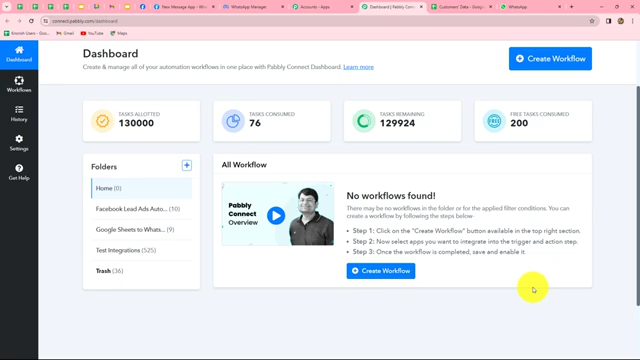 New Message App - Wh
WhatsApp Manager
Accounts - Apps
Dashboard | Pabbly Connect
Customers' Data - Google
WhatsApp
connect.pabbly.com/dashboard
Gmail
YouTube
Maps
All Bookmarks
Dashboard
Workflows
History
Settings
Get Help
Dashboard
Create & manage all of your automation workflows in one place with Pabbly Connect Dashboard. Learn more
Create Workflow
TASKS ALLOTTED
130000
TASKS CONSUMED
76
TASKS REMAINING
129924
FREE TASKS CONSUMED
200
FREE
Folders
+
Home (0)
Facebook Lead Ads Auto... (10)
Google Sheets to Whats... (9)
Test Integrations (525)
Trash (36)
All Workflow
Pabbly
Connect
Overview
No workflows found!
There may be no workflows in the folder or for the applied filter conditions. You can
create a workflow by following the steps below-
• Step 1: Click on the "Create Workflow" button available in the top right section.
• Step 2: Now select apps you want to integrate into the trigger and action step.
• Step 3: Once the workflow is completed, save and enable it.
Create Workflow